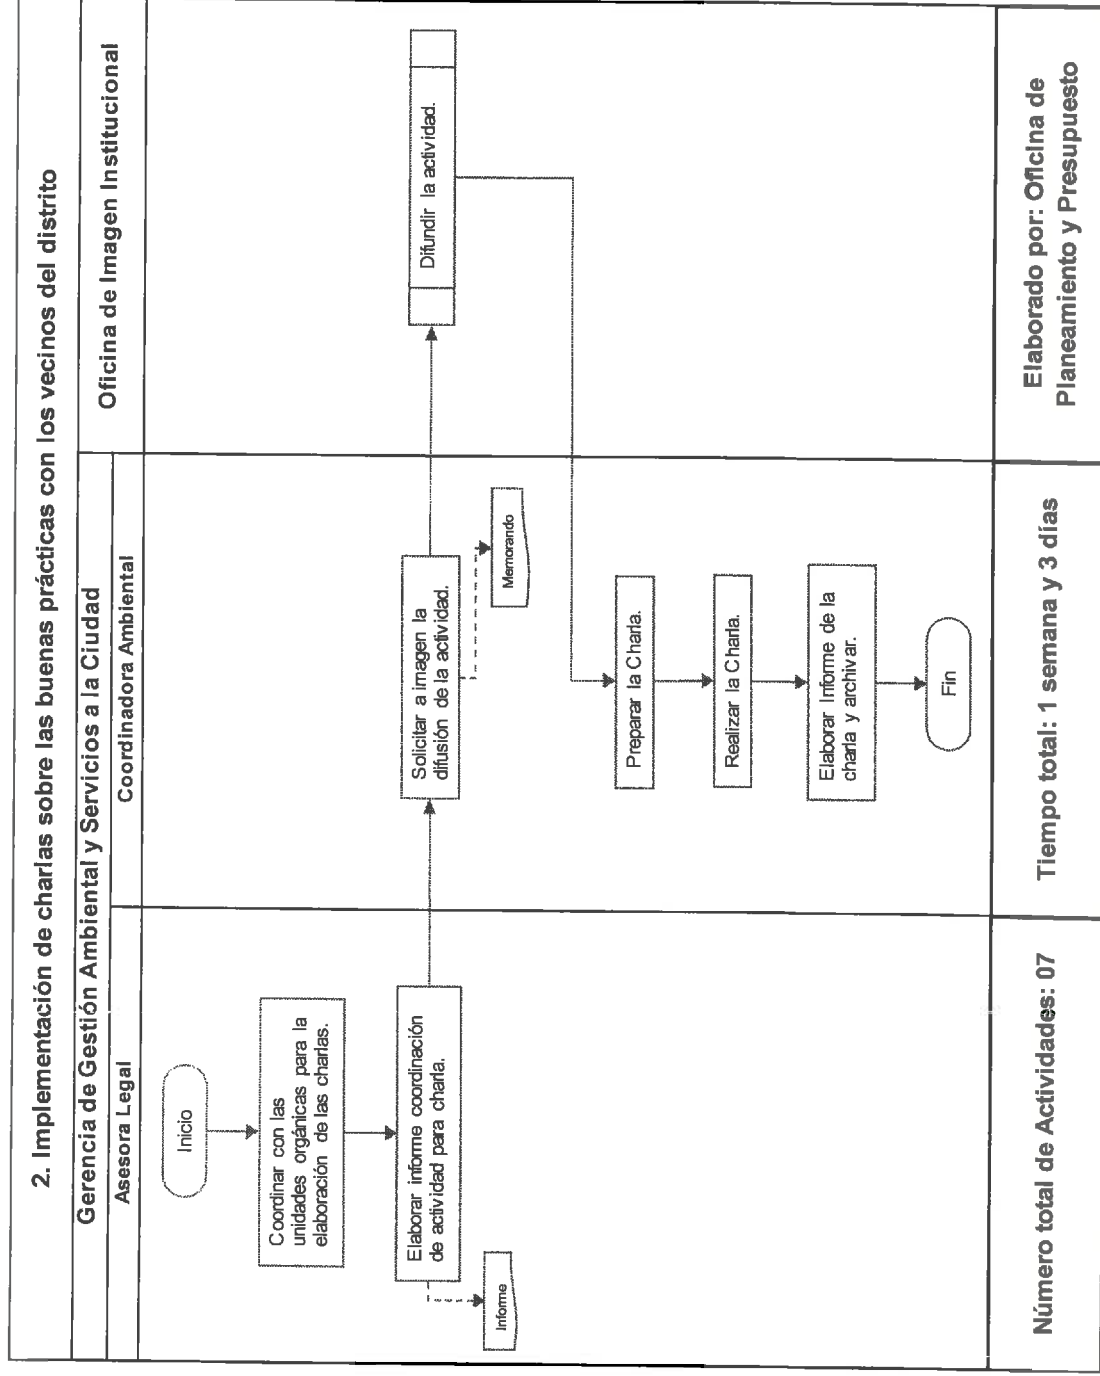 2. Implementación de charlas sobre las buenas prácticas con los vecinos del distrito
Gerencia de Gestión Ambiental y Servicios a la Ciudad
Oficina de Imagen Institucional
Asesora Legal
Coordinadora Ambiental
Inicio
Coordinar con las
unidades orgánicas para la
elaboración de las charlas.
Elaborar informe coordinación
de actividad para charla.
Informe
Solicitar a imagen la
difusión de la actividad.
Memorando
Difundir la actividad.
Preparar la Charla.
Realizar la Charla.
Elaborar Informe de la
charla y archivar.
Fin
Número total de Actividades: 07
Tiempo total: 1 semana y 3 días
Elaborado por: Oficina de
Planeamiento y Presupuesto